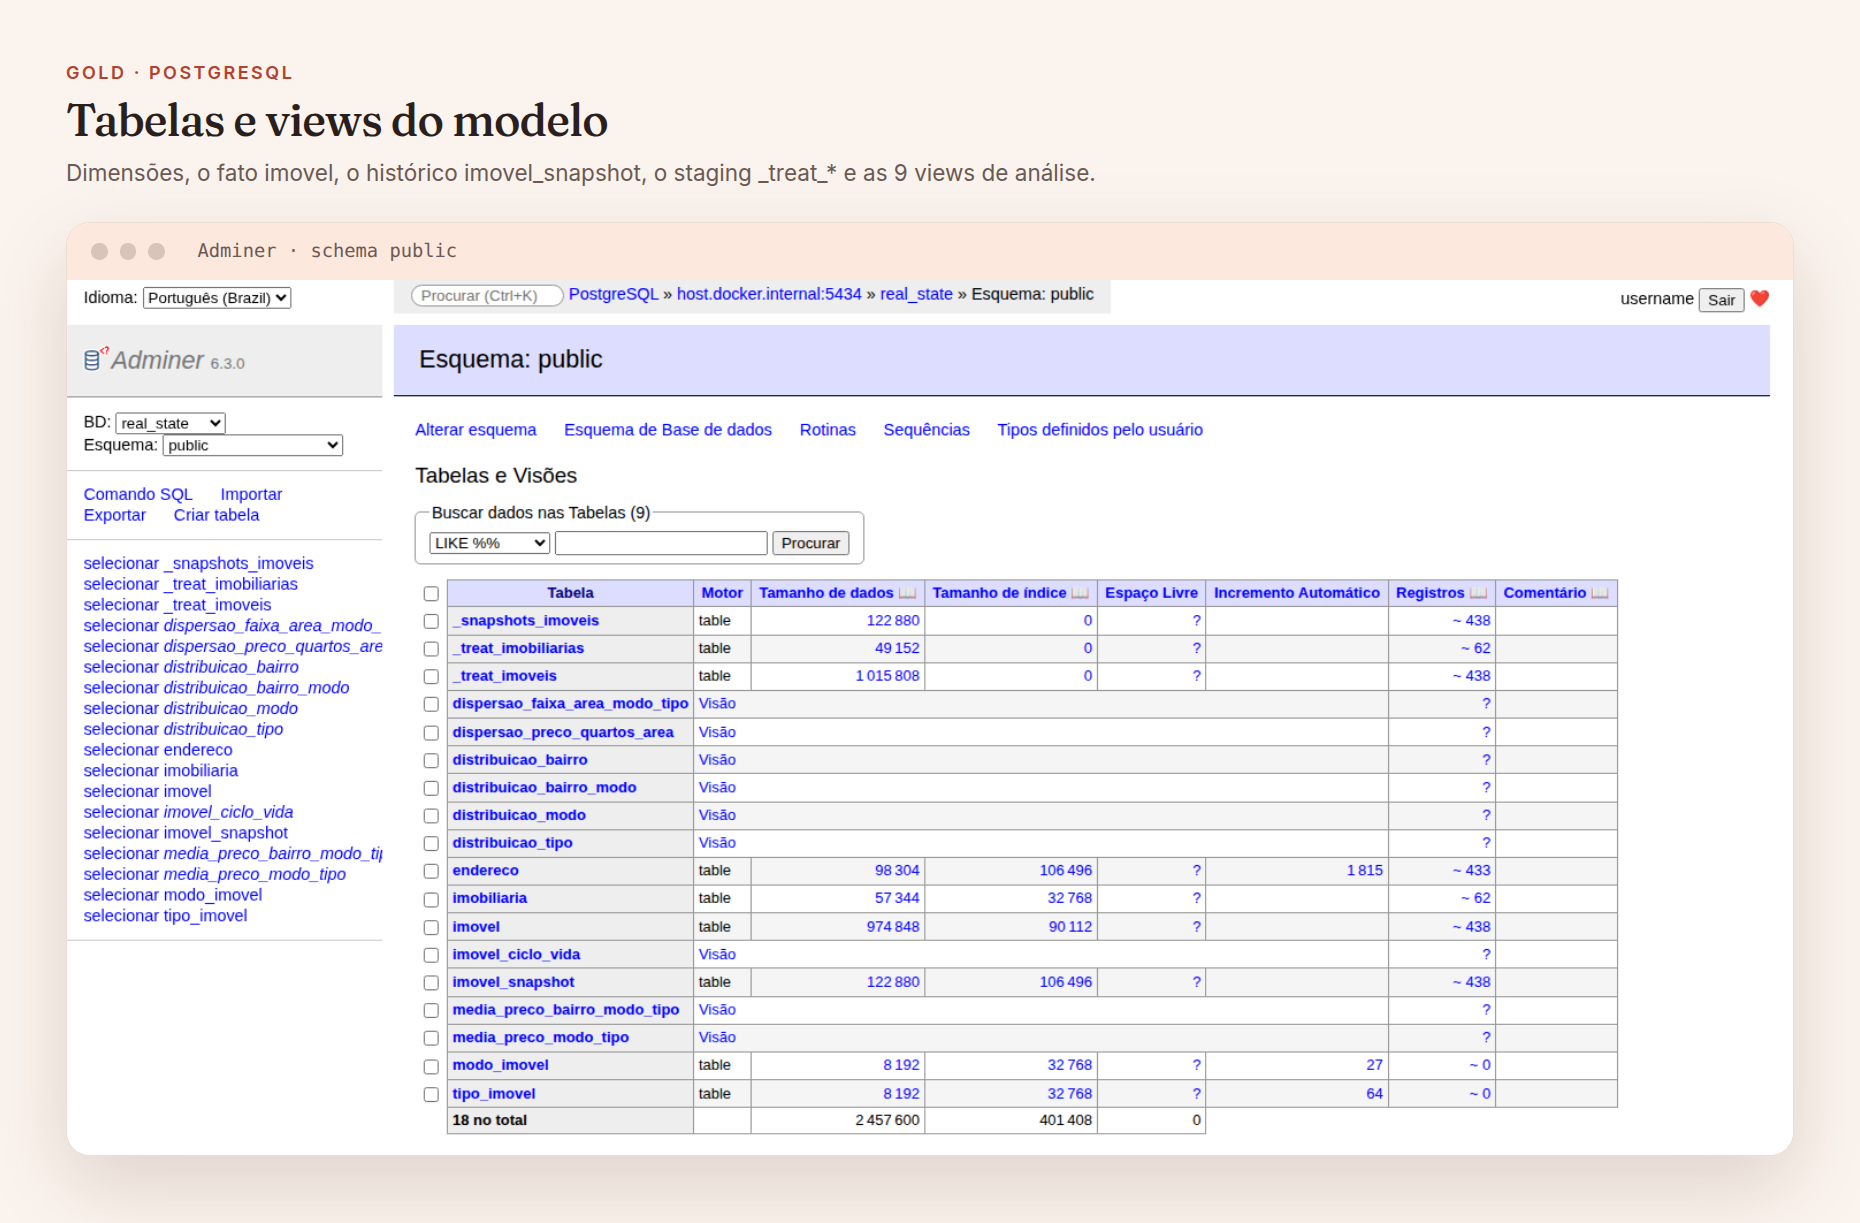 GOLD · POSTGRESQL
Tabelas e views do modelo
Dimensões, o fato imovel, o histórico imovel_snapshot, o staging _treat_* e as 9 views de análise.
Adminer · schema public
Idioma: Português (Brazil)
Procurar (Ctrl+K) PostgreSQL » host.docker.internal:5434 » real_state » Esquema: public
username Sair
Adminer 6.3.0
BD: real_state
Esquema: public
Comando SQL Importar
Exportar Criar tabela
selecionar _snapshots_imoveis
selecionar _treat_imobiliarias
selecionar _treat_imoveis
selecionar dispersao_faixa_area_modo_
selecionar dispersao_preco_quartos_are
selecionar distribuicao_bairro
selecionar distribuicao_bairro_modo
selecionar distribuicao_modo
selecionar distribuicao_tipo
selecionar endereco
selecionar imobiliaria
selecionar imovel
selecionar imovel_ciclo_vida
selecionar imovel_snapshot
selecionar media_preco_bairro_modo_tip
selecionar media_preco_modo_tipo
selecionar modo_imovel
selecionar tipo_imovel
Esquema: public
Alterar esquema Esquema de Base de dados Rotinas Sequências Tipos definidos pelo usuário
Tabelas e Visões
Buscar dados nas Tabelas (9)
LIKE %% Procurar
Tabela Motor Tamanho de dados Tamanho de índice Espaço Livre Incremento Automático Registros Comentário
_snapshots_imoveis table 122 880 0 ? ~ 438
_treat_imobiliarias table 49 152 0 ? ~ 62
_treat_imoveis table 1 015 808 0 ? ~ 438
dispersao_faixa_area_modo_tipo Visão ?
dispersao_preco_quartos_area Visão ?
distribuicao_bairro Visão ?
distribuicao_bairro_modo Visão ?
distribuicao_modo Visão ?
distribuicao_tipo Visão ?
endereco table 98 304 106 496 ? 1 815 ~ 433
imobiliaria table 57 344 32 768 ? ~ 62
imovel table 974 848 90 112 ? ~ 438
imovel_ciclo_vida Visão ?
imovel_snapshot table 122 880 106 496 ? ~ 438
media_preco_bairro_modo_tipo Visão ?
media_preco_modo_tipo Visão ?
modo_imovel table 8 192 32 768 ? 27 ~ 0
tipo_imovel table 8 192 32 768 ? 64 ~ 0
18 no total 2 457 600 401 408 0